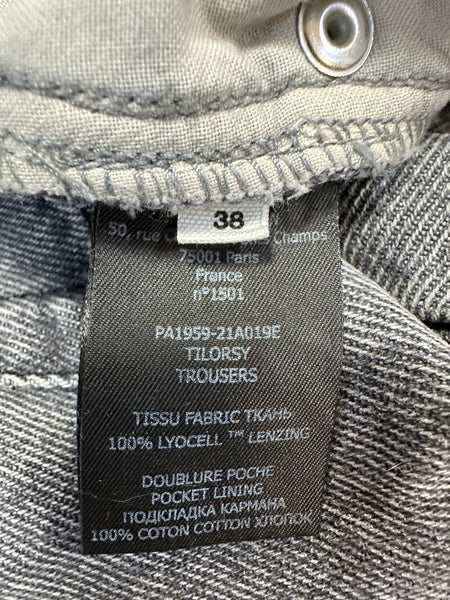 38
50, rue Champs
75001 Paris
France
n°1501
PA1959-21A019E
TILORSY
TROUSERS
TISSU FABRIC ТКАНЬ
100% LYOCELL ™ LENZING
DOUBLURE POCHE
POCKET LINING
ПОДКЛАДКА КАРМАНА
100% COTON COTTON ХЛОПОК